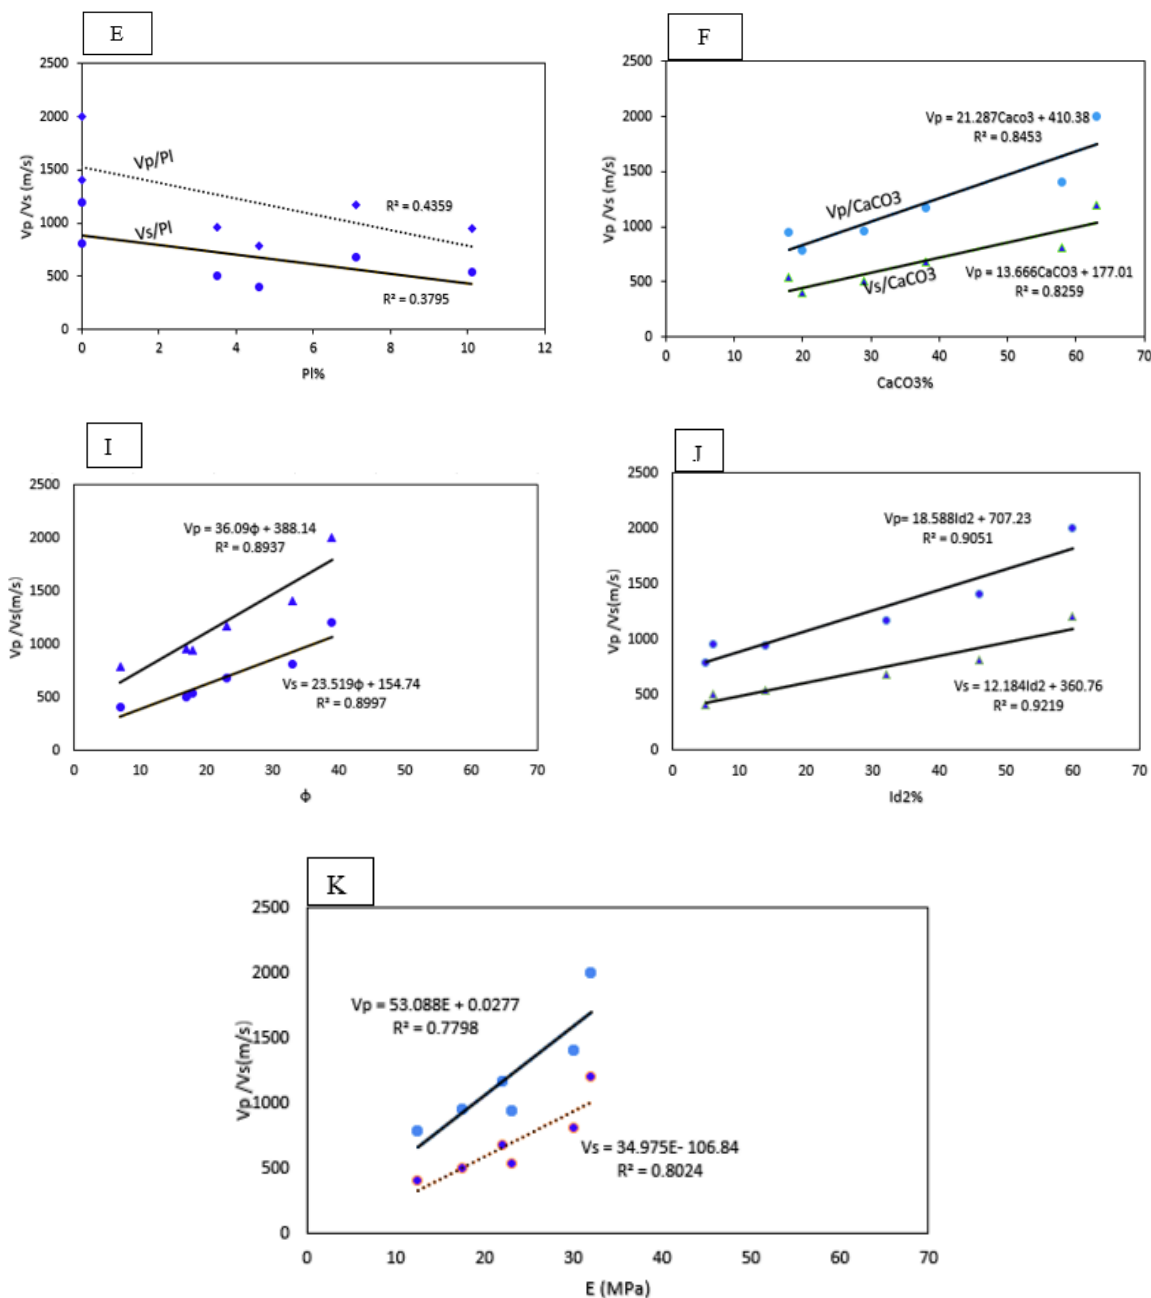 E
2500
2000
1500
1000
500
0
Vp /Vs (m/s)
Vp/Pl
R² = 0.4359
Vs/Pl
R² = 0.3795
0 2 4 6 8 10 12
Pl%
F
2500
2000
1500
1000
500
0
Vp /Vs (m/s)
Vp = 21.287Caco3 + 410.38
R² = 0.8453
Vp/CaCO3
Vp = 13.666CaCO3 + 177.01
R² = 0.8259
Vs/CaCO3
0 10 20 30 40 50 60 70
CaCO3%
I
2500
2000
1500
1000
500
0
Vp /Vs(m/s)
Vp = 36.09ϕ + 388.14
R² = 0.8937
Vs = 23.519ϕ + 154.74
R² = 0.8997
0 10 20 30 40 50 60 70
ϕ
J
2500
2000
1500
1000
500
0
Vp /Vs(m/s)
Vp= 18.588Id2 + 707.23
R² = 0.9051
Vs = 12.184Id2 + 360.76
R² = 0.9219
0 10 20 30 40 50 60 70
Id2%
K
2500
2000
1500
1000
500
0
Vp /Vs(m/s)
Vp = 53.088E + 0.0277
R² = 0.7798
Vs = 34.975E- 106.84
R² = 0.8024
0 10 20 30 40 50 60 70
E (MPa)